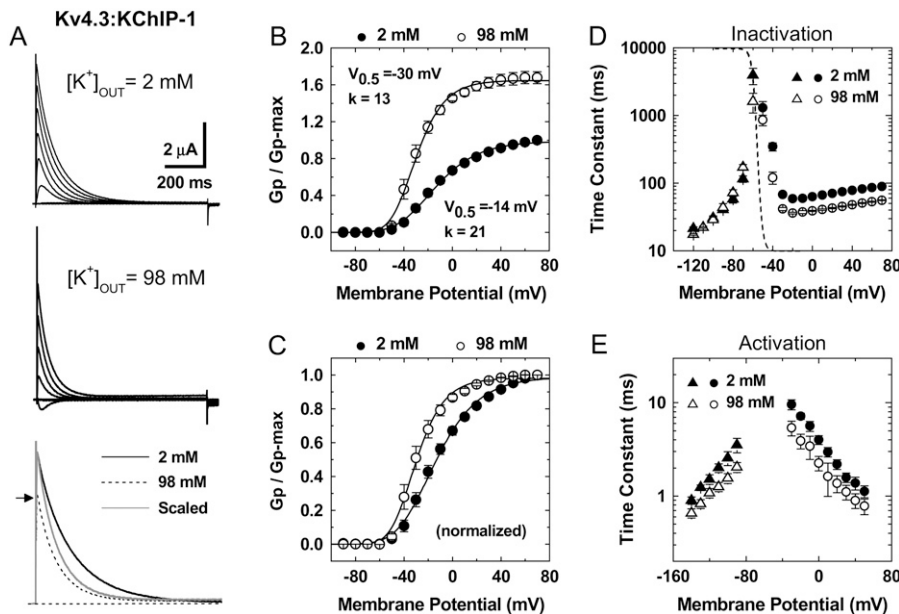 Kv4.3:KChIP-1
A
[K⁺]OUT= 2 mM
2 μA
200 ms
[K⁺]OUT= 98 mM
2 mM
98 mM
Scaled
B
2 mM 98 mM
2.0
1.6
1.2
0.8
0.4
0.0
Gp / Gp-max
V0.5 =-30 mV
k = 13
V0.5 =-14 mV
k = 21
-80 -40 0 40 80
Membrane Potential (mV)
C
2 mM 98 mM
1.0
0.8
0.6
0.4
0.2
0.0
Gp / Gp-max
(normalized)
-80 -40 0 40 80
Membrane Potential (mV)
D
Inactivation
10000
1000
100
10
Time Constant (ms)
2 mM
98 mM
-120 -80 -40 0 40 80
Membrane Potential (mV)
E
Activation
10
1
Time Constant (ms)
2 mM
98 mM
-160 -80 0 80
Membrane Potential (mV)